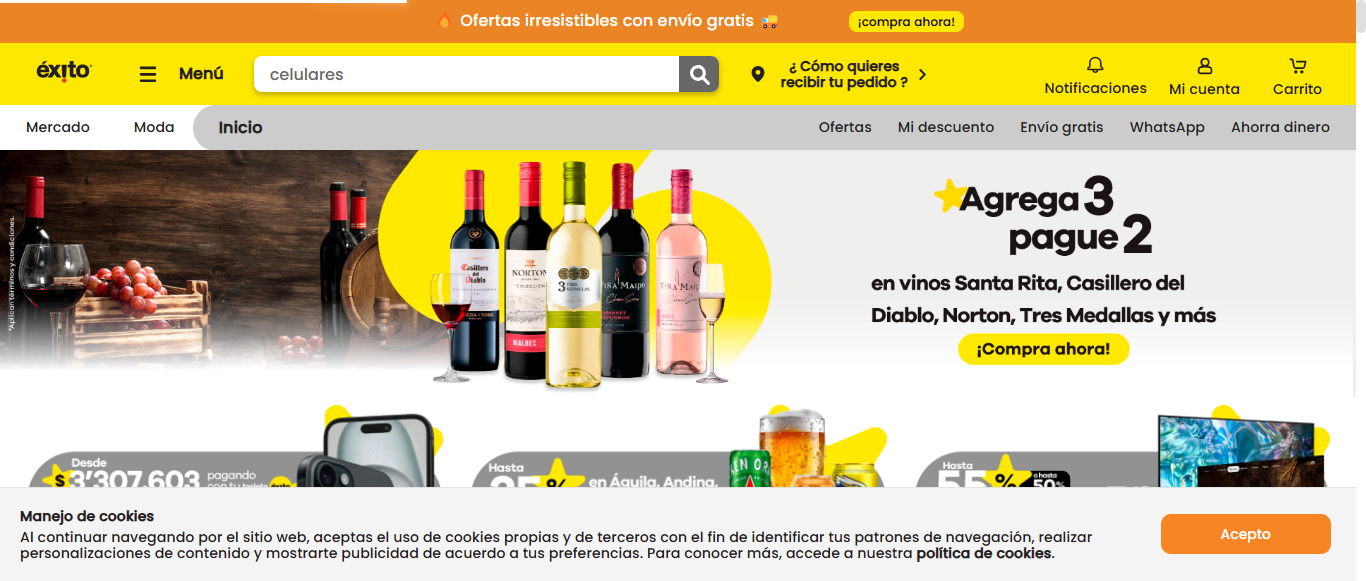 Ofertas irresistibles con envío gratis
¡compra ahora!
éxito
Menú
celulares
¿ Cómo quieres
recibir tu pedido ?
Notificaciones
Mi cuenta
Carrito
Mercado
Moda
Inicio
Ofertas
Mi descuento
Envío gratis
WhatsApp
Ahorra dinero
*Aplican términos y condiciones.
Casillero
del
Diablo
NORTON
COLECCIÓN
MALBEC
3
VIÑA MAIPO
Agrega 3
pague 2
en vinos Santa Rita, Casillero del
Diablo, Norton, Tres Medallas y más
¡Compra ahora!
Desde
$3'307.603
pagando
con tu tarjeta éxito
Hasta
%
en Águila, Andina,
Hasta
55%
o hasta
50%
Manejo de cookies
Al continuar navegando por el sitio web, aceptas el uso de cookies propias y de terceros con el fin de identificar tus patrones de navegación, realizar
personalizaciones de contenido y mostrarte publicidad de acuerdo a tus preferencias. Para conocer más, accede a nuestra política de cookies.
Acepto